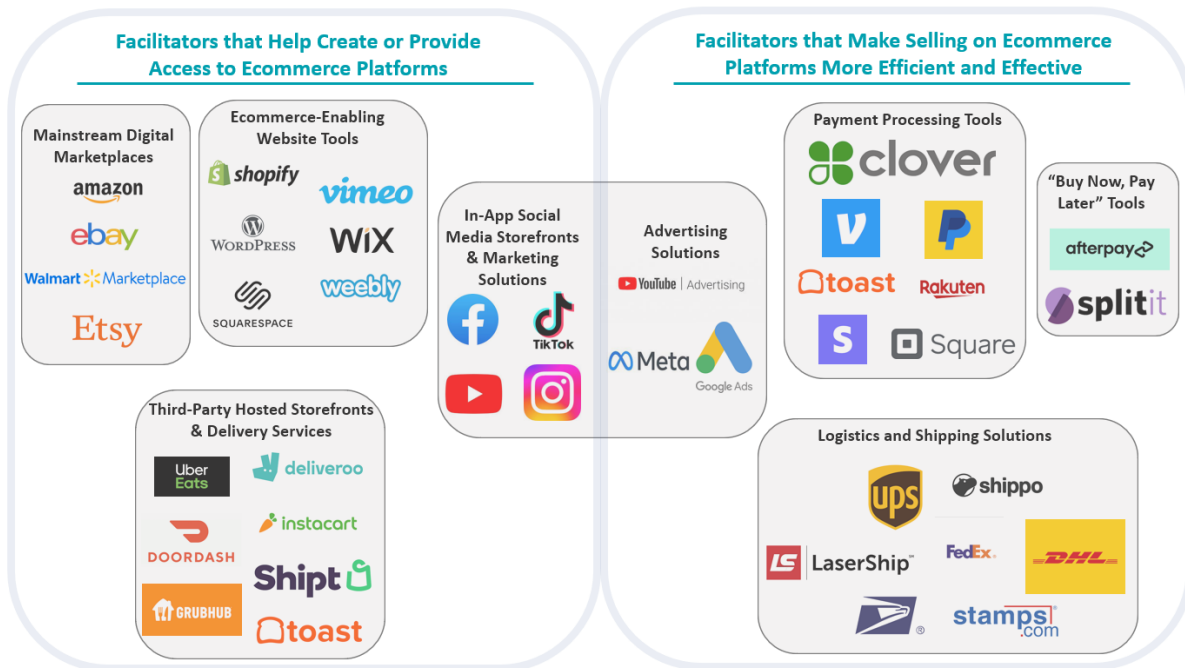 Facilitators that Help Create or Provide
Access to Ecommerce Platforms
Mainstream Digital
Marketplaces
amazon
ebay
Walmart Marketplace
Etsy
Ecommerce-Enabling
Website Tools
shopify
vimeo
WORDPRESS
WiX
SQUARESPACE
weebly
Third-Party Hosted Storefronts
& Delivery Services
Uber
Eats
deliveroo
DOORDASH
instacart
GRUBHUB
Shipt
toast
In-App Social
Media Storefronts
& Marketing
Solutions
TikTok
Facilitators that Make Selling on Ecommerce
Platforms More Efficient and Effective
Advertising
Solutions
YouTube | Advertising
Meta
Google Ads
Payment Processing Tools
clover
V
P
toast
Rakuten
S
Square
“Buy Now, Pay
Later” Tools
afterpay
splitit
Logistics and Shipping Solutions
ups
shippo
LS LaserShip
FedEx
DHL
stamps
.com